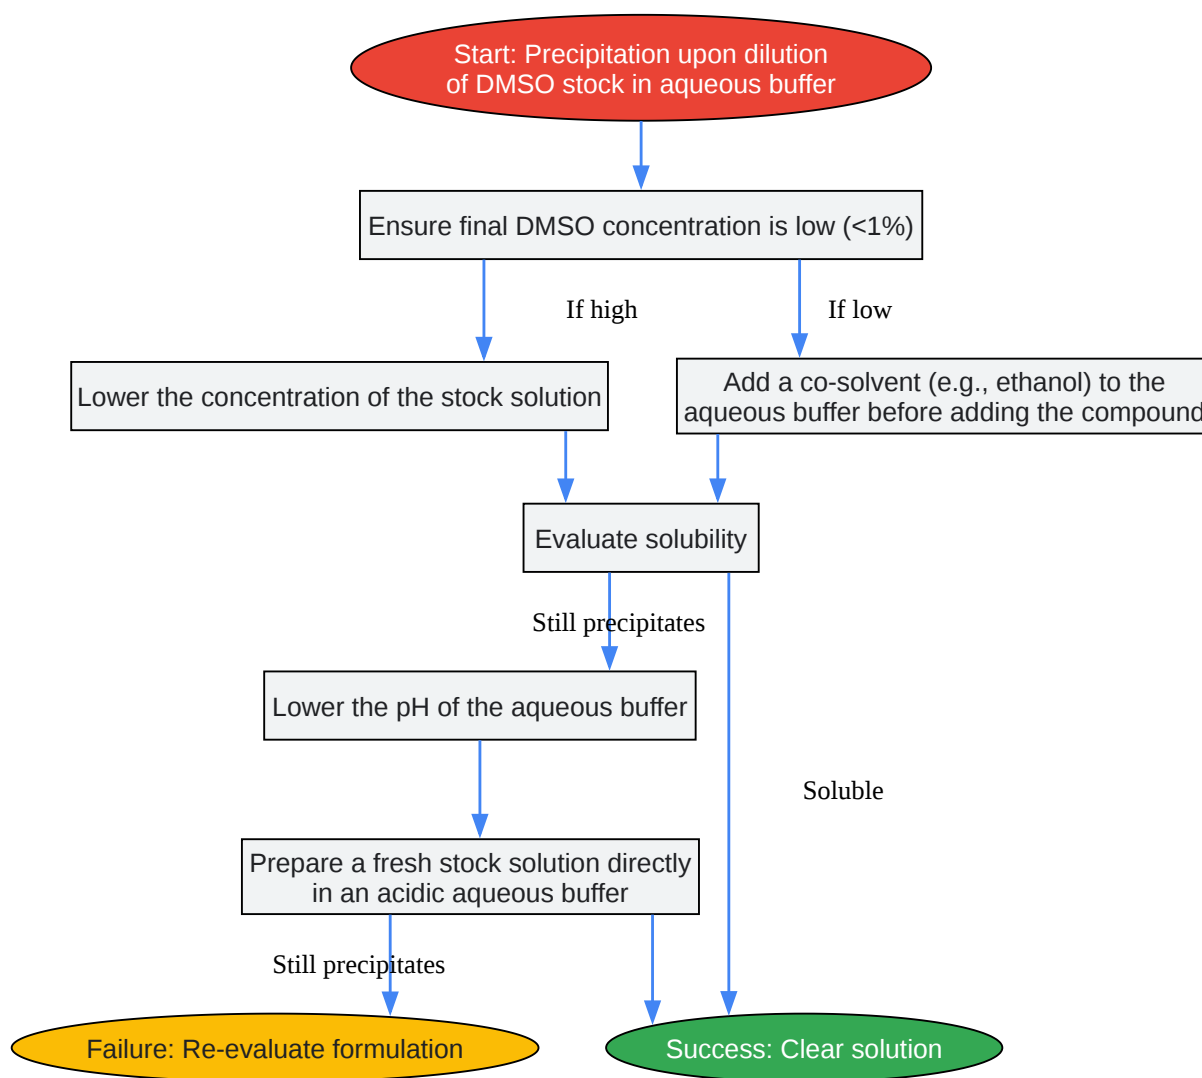 Start: Precipitation upon dilution
of DMSO stock in aqueous buffer
Ensure final DMSO concentration is low (<1%)
If high
If low
Lower the concentration of the stock solution
Add a co-solvent (e.g., ethanol) to the
aqueous buffer before adding the compound
Evaluate solubility
Still precipitates
Lower the pH of the aqueous buffer
Soluble
Prepare a fresh stock solution directly
in an acidic aqueous buffer
Still precipitates
Failure: Re-evaluate formulation
Success: Clear solution